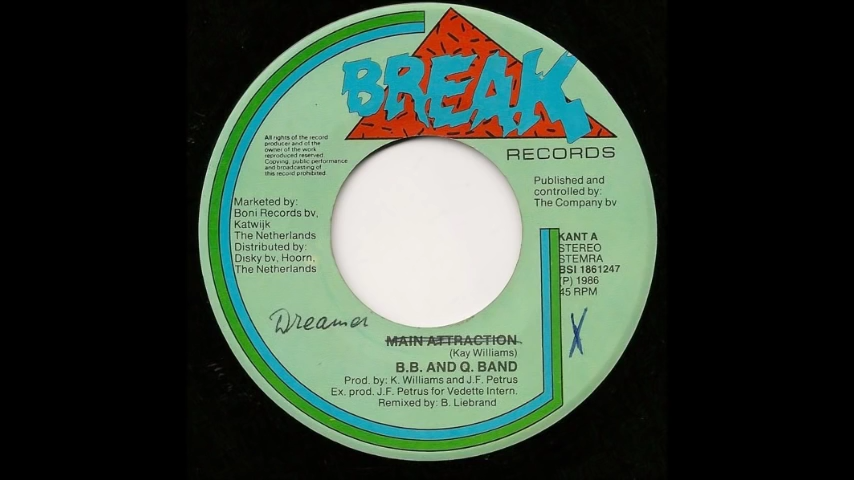 BREAK
RECORDS
All rights of the record
producer and of the
owner of the work
reproduced reserved.
Copying, public performance
and broadcasting of
this record prohibited.
Published and
controlled by:
The Company bv
Marketed by:
Boni Records bv,
Katwijk
The Netherlands
Distributed by:
Disky bv, Hoorn,
The Netherlands
KANT A
STEREO
STEMRA
BSI 1861247
(P) 1986
45 RPM
Dreamer
X
MAIN ATTRACTION
(Kay Williams)
B.B. AND Q. BAND
Prod. by: K. Williams and J.F. Petrus
Ex. prod. J.F. Petrus for Vedette Intern.
Remixed by: B. Liebrand